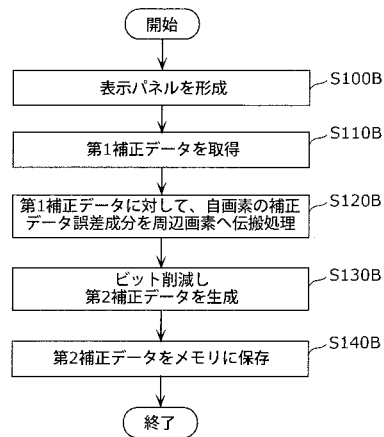 開始
表示パネルを形成
S100B
第1補正データを取得
S110B
第1補正データに対して、自画素の補正
データ誤差成分を周辺画素へ伝搬処理
S120B
ビット削減し
第2補正データを生成
S130B
第2補正データをメモリに保存
S140B
終了